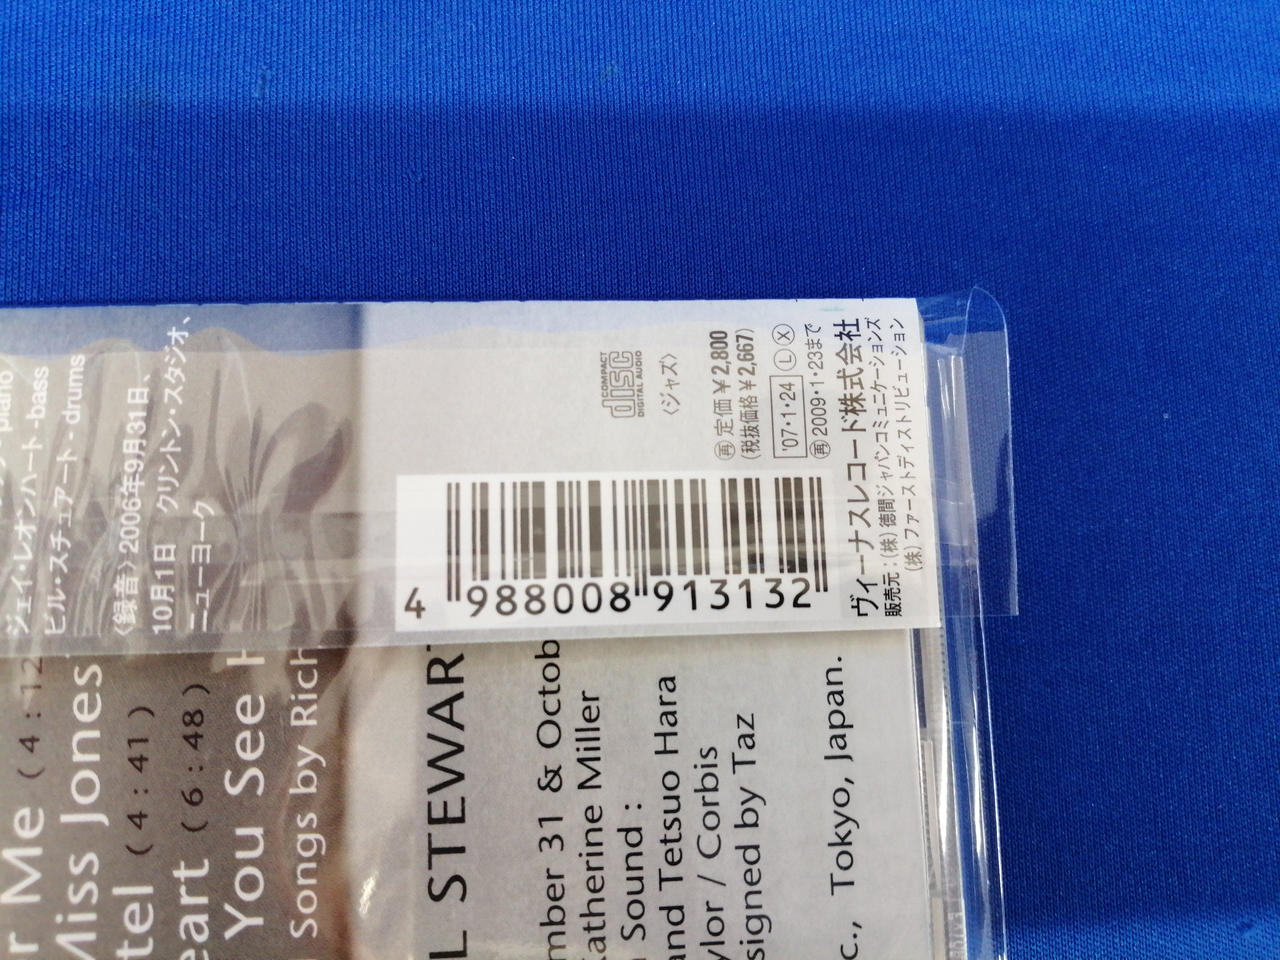 piano
ジェイ・レオンハート-bass
ビル・スチュアート-drums
〈録音〉2006年9月31日、
10月1日 クリントン・スタジオ、
ニューヨーク
COMPACT
disc
DIGITAL AUDIO
〈ジャズ〉
再 定価￥2,800
(税抜価格￥2,667)
'07・1・24 L X
再 2009・1・23まで
ヴィーナスレコード株式会社
販売元：(株)徳間ジャパンコミュニケーションズ
(株)ファーストディストリビューション
4 988008 913132
r Me (4:12
Miss Jones
tel (4:41)
eart (6:48)
You See H
Songs by Rich
L STEWART
mber 31 & Octob
Katherine Miller
Sound :
and Tetsuo Hara
ylor / Corbis
signed by Taz
c., Tokyo, Japan.